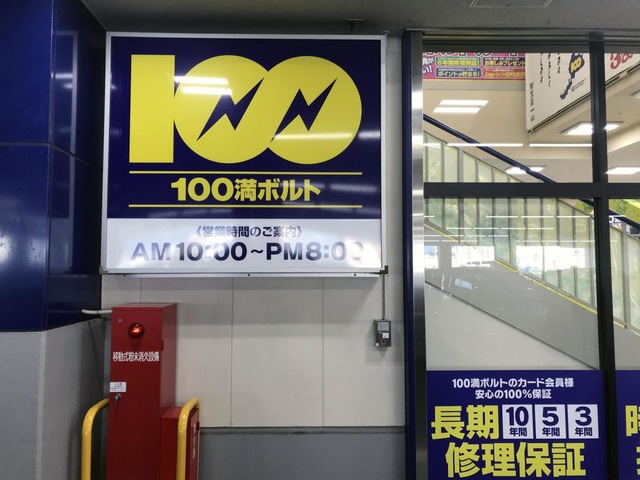 100
100満ボルト
〈営業時間のご案内〉
AM10:00～PM8:00
移動式粉末消火設備
100満ボルトのカード会員様
安心の100%保証
長期 10年間 5年間 3年間
修理保証